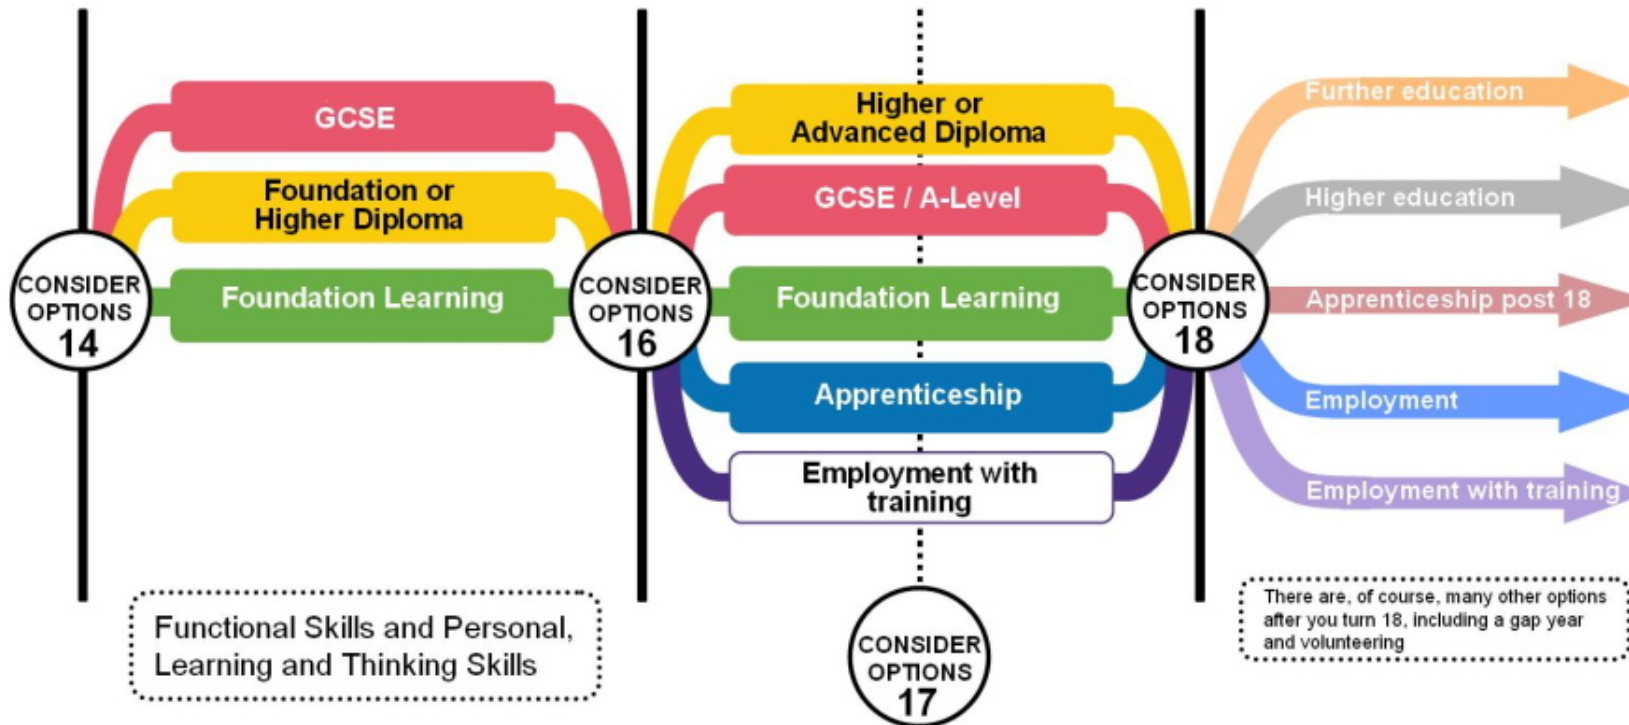 CONSIDER
OPTIONS
14
GCSE
Foundation or
Higher Diploma
Foundation Learning
Functional Skills and Personal,
Learning and Thinking Skills
CONSIDER
OPTIONS
16
Higher or
Advanced Diploma
GCSE / A-Level
Foundation Learning
Apprenticeship
Employment with
training
CONSIDER
OPTIONS
17
CONSIDER
OPTIONS
18
Further education
Higher education
Apprenticeship post 18
Employment
Employment with training
There are, of course, many other options
after you turn 18, including a gap year
and volunteering